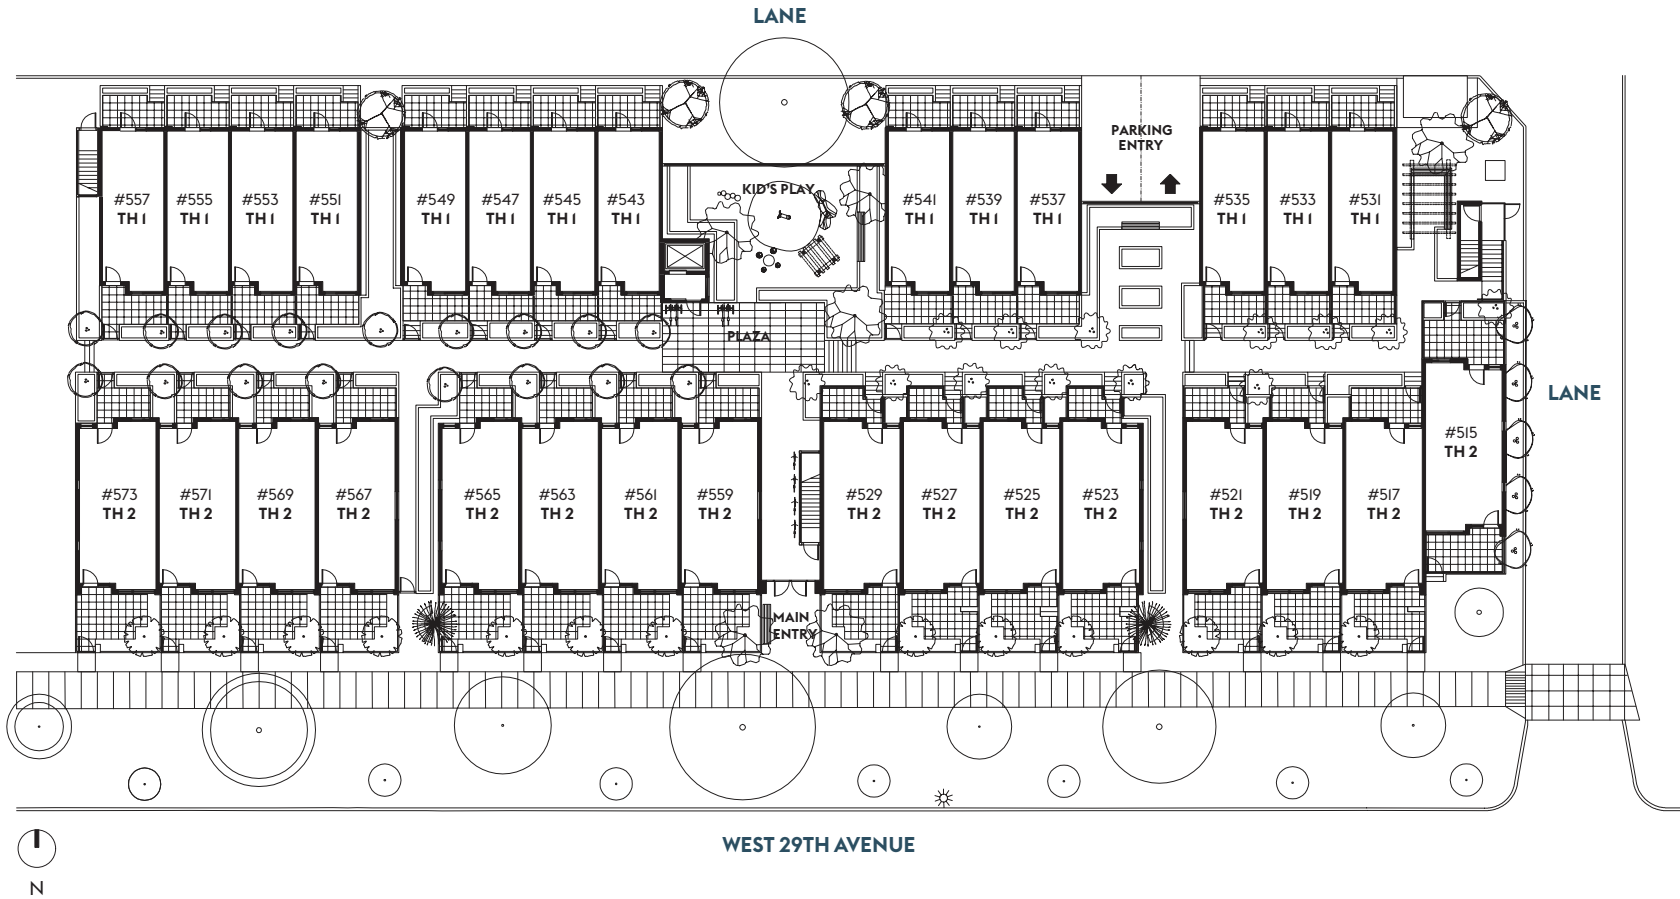 LANE
PARKING
ENTRY
KID'S PLAY
#557
TH 1
#555
TH 1
#553
TH 1
#551
TH 1
#549
TH 1
#547
TH 1
#545
TH 1
#543
TH 1
#541
TH 1
#539
TH 1
#537
TH 1
#535
TH 1
#533
TH 1
#531
TH 1
PLAZA
LANE
#515
TH 2
#573
TH 2
#571
TH 2
#569
TH 2
#567
TH 2
#565
TH 2
#563
TH 2
#561
TH 2
#559
TH 2
#529
TH 2
#527
TH 2
#525
TH 2
#523
TH 2
#521
TH 2
#519
TH 2
#517
TH 2
MAIN
ENTRY
WEST 29TH AVENUE
N